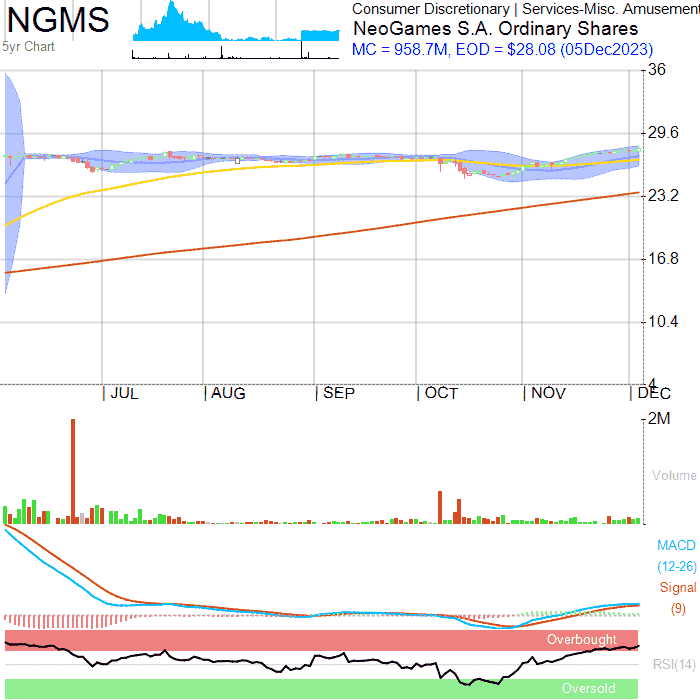 NGMS
5yr Chart
Consumer Discretionary | Services-Misc. Amusement
NeoGames S.A. Ordinary Shares
MC = 958.7M, EOD = $28.08 (05Dec2023)
36
29.6
23.2
16.8
10.4
4
JUL AUG SEP OCT NOV DEC
2M
Volume
MACD
(12-26)
Signal
(9)
Overbought
RSI(14)
Oversold